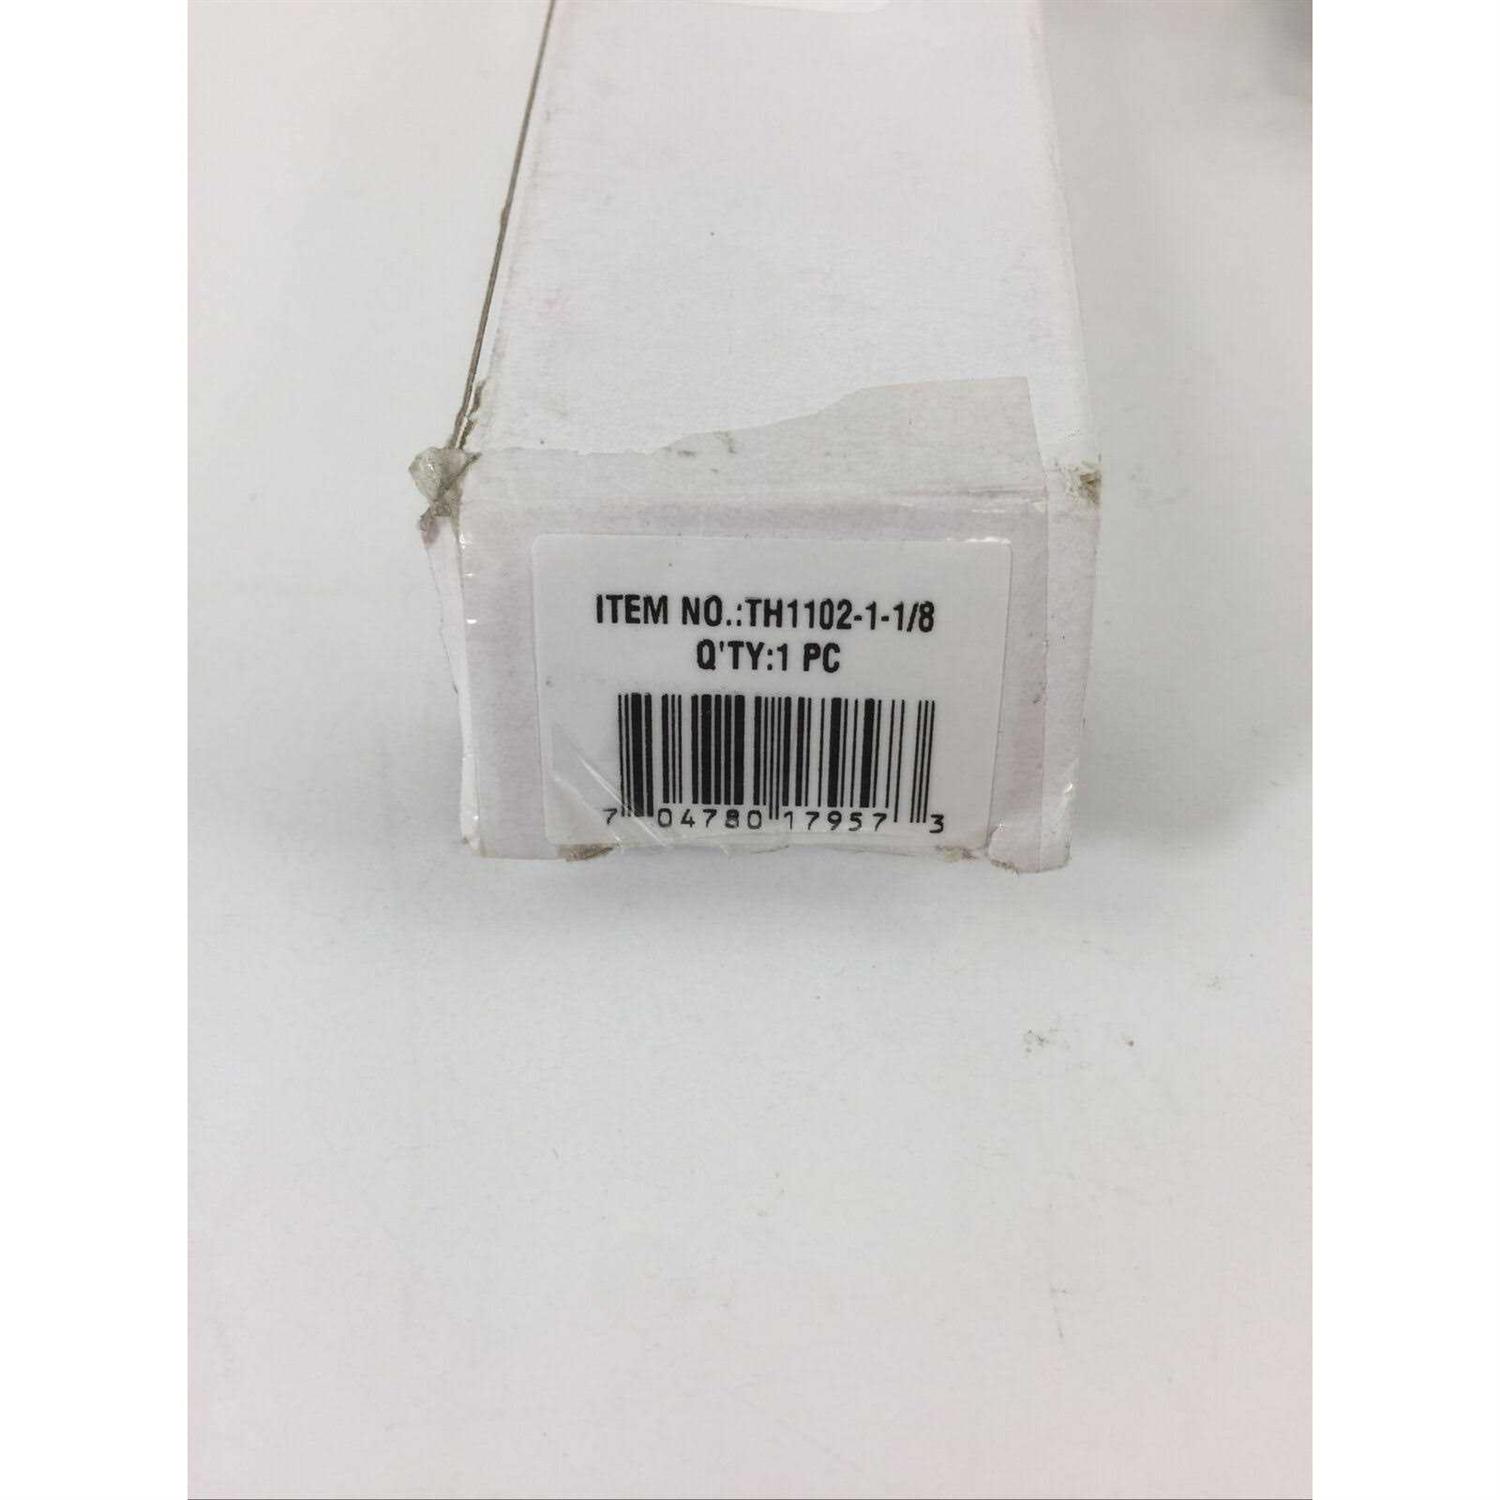 ITEM NO.:TH1102-1-1/8
Q'TY:1 PC
7 04780 17957 3